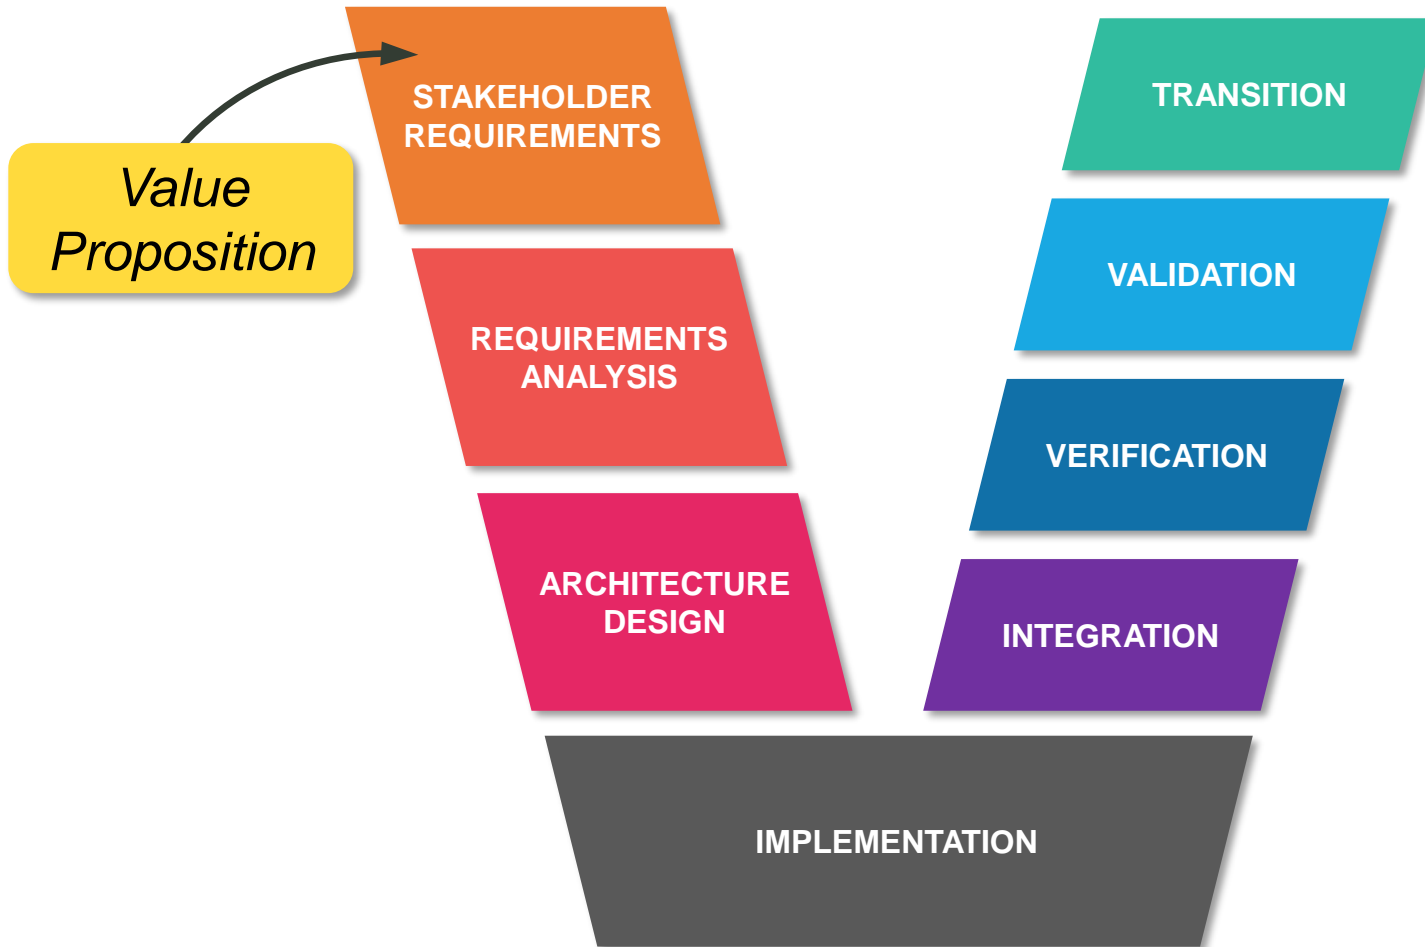 Value
Proposition
STAKEHOLDER
REQUIREMENTS
REQUIREMENTS
ANALYSIS
ARCHITECTURE
DESIGN
IMPLEMENTATION
INTEGRATION
VERIFICATION
VALIDATION
TRANSITION